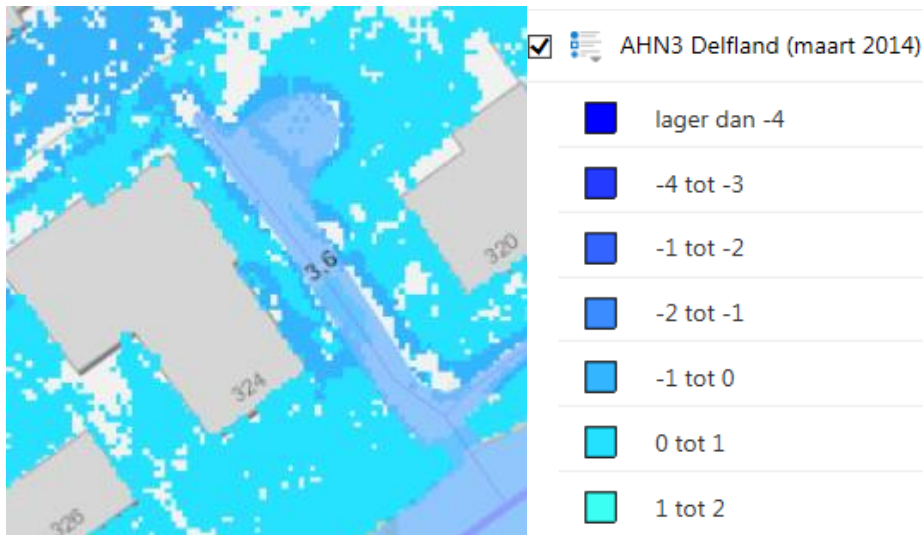 3,6
320
324
326
AHN3 Delfland (maart 2014)
lager dan -4
-4 tot -3
-1 tot -2
-2 tot -1
-1 tot 0
0 tot 1
1 tot 2